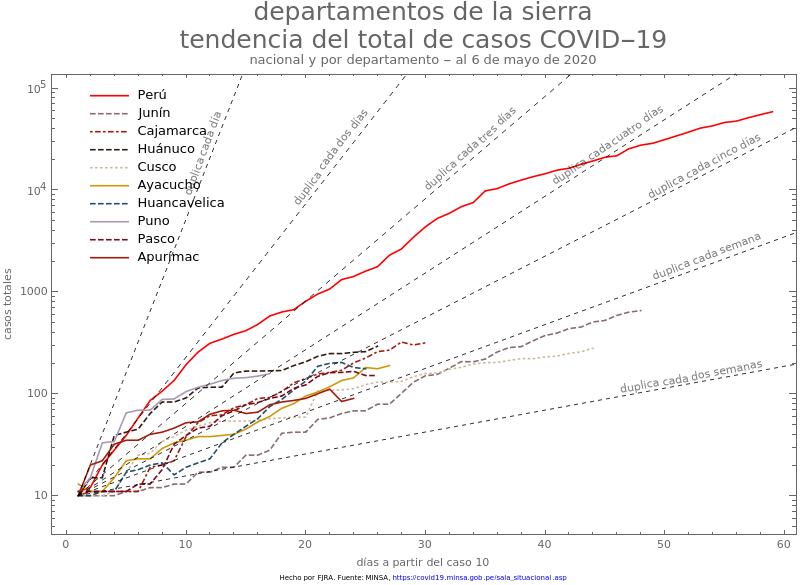 departamentos de la sierra
tendencia del total de casos COVID−19
nacional y por departamento − al 6 de mayo de 2020
casos totales
10^5
10^4
1000
100
10
Perú
Junín
Cajamarca
Huánuco
Cusco
Ayacucho
Huancavelica
Puno
Pasco
Apurímac
duplica cada día
duplica cada dos días
duplica cada tres días
duplica cada cuatro días
duplica cada cinco días
duplica cada semana
duplica cada dos semanas
0 10 20 30 40 50 60
días a partir del caso 10
Hecho por FJRA. Fuente: MINSA, https://covid19.minsa.gob.pe/sala_situacional.asp